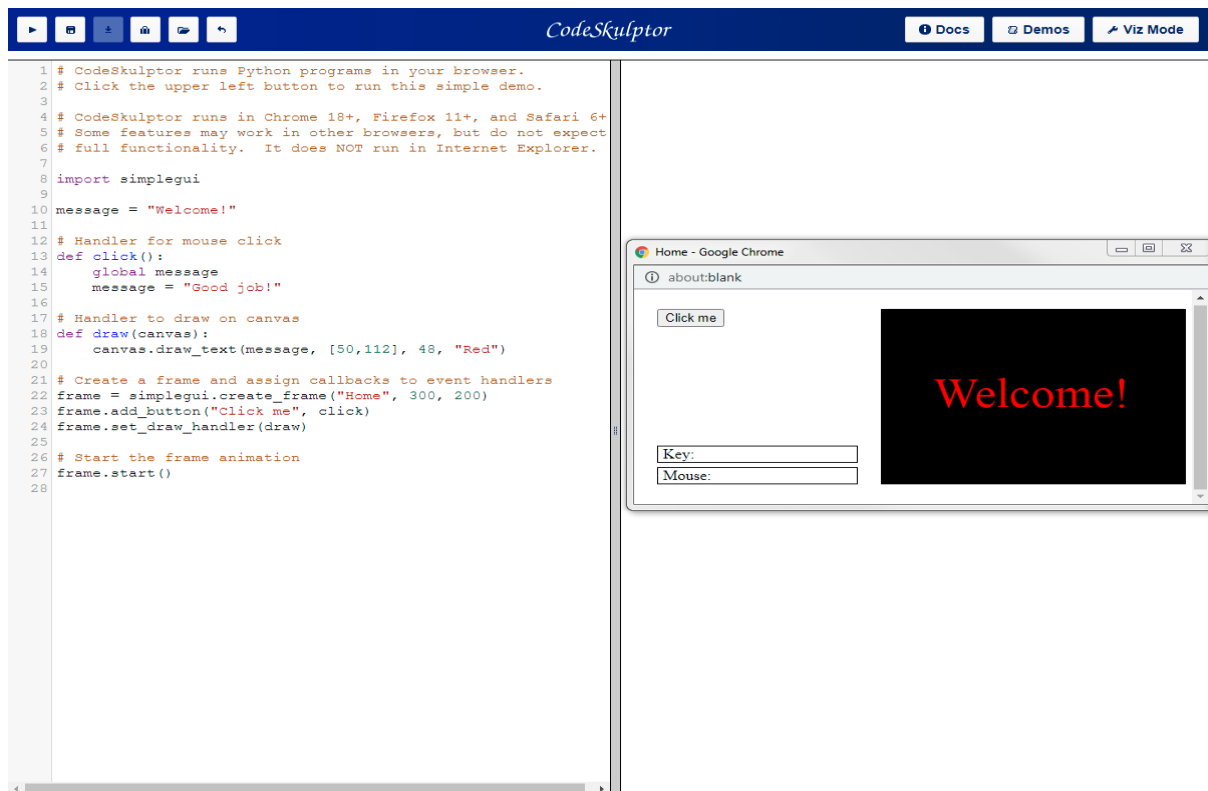 CodeSkulptor
Docs
Demos
Viz Mode
1 # CodeSkulptor runs Python programs in your browser.
2 # Click the upper left button to run this simple demo.
3
4 # CodeSkulptor runs in Chrome 18+, Firefox 11+, and Safari 6+
5 # Some features may work in other browsers, but do not expect
6 # full functionality.  It does NOT run in Internet Explorer.
7
8 import simplegui
9
10 message = "Welcome!"
11
12 # Handler for mouse click
13 def click():
14     global message
15     message = "Good job!"
16
17 # Handler to draw on canvas
18 def draw(canvas):
19     canvas.draw_text(message, [50,112], 48, "Red")
20
21 # Create a frame and assign callbacks to event handlers
22 frame = simplegui.create_frame("Home", 300, 200)
23 frame.add_button("Click me", click)
24 frame.set_draw_handler(draw)
25
26 # Start the frame animation
27 frame.start()
28
Home - Google Chrome
about:blank
Click me
Welcome!
Key:
Mouse: